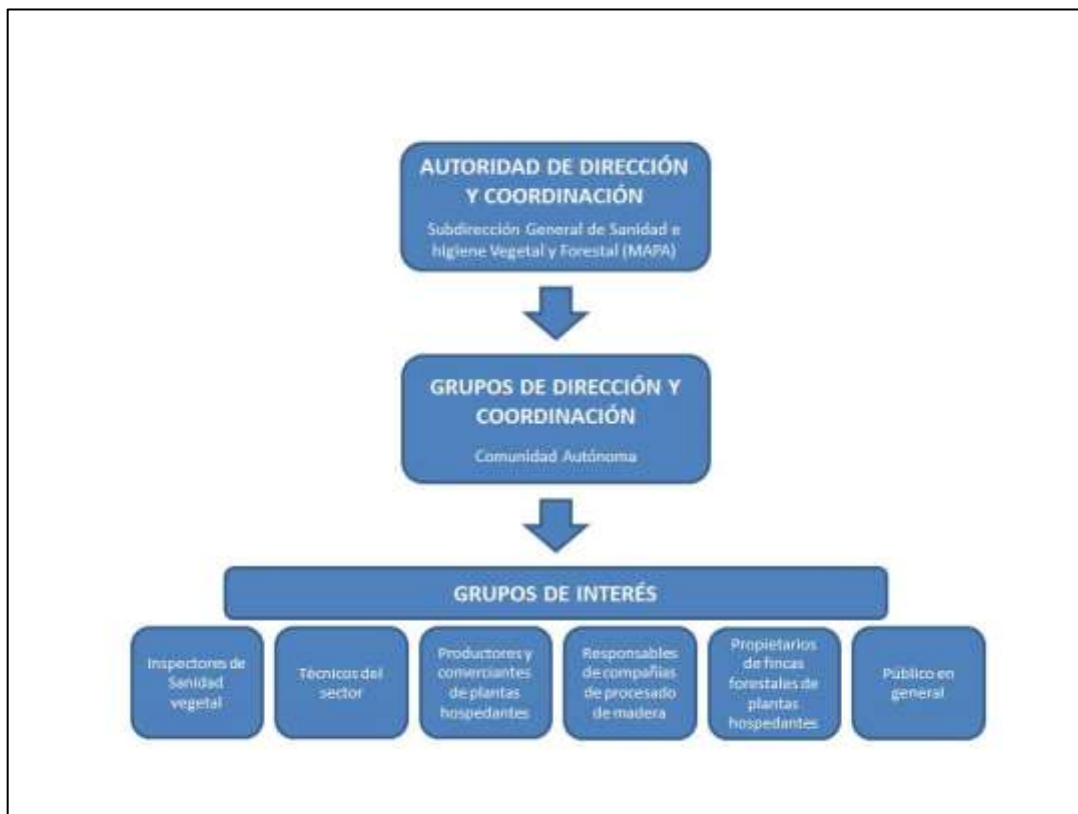 AUTORIDAD DE DIRECCIÓN
Y COORDINACIÓN
Subdirección General de Sanidad e
higiene Vegetal y Forestal (MAPA)
GRUPOS DE DIRECCIÓN Y
COORDINACIÓN
Comunidad Autónoma
GRUPOS DE INTERÉS
Inspectores de
Sanidad
vegetal
Técnicos del
sector
Productores y
comerciantes
de plantas
hospedantes
Responsables
de compañías
de procesado
de madera
Propietarios
de fincas
forestales de
plantas
hospedantes
Público en
general